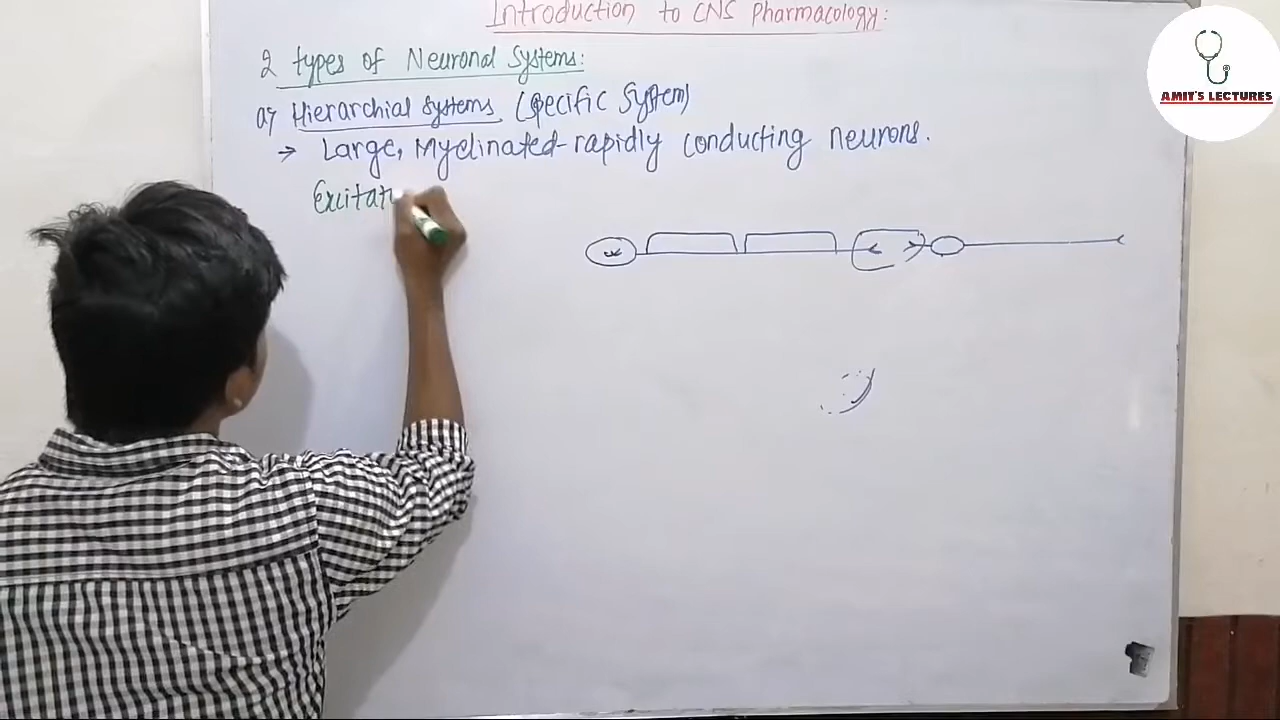 Introduction to CNS Pharmacology:
2 types of Neuronal Systems:
a7 Hierarchial Systems (Specific System)
→ Large, Myelinated-rapidly conducting neurons.
Excitat
AMIT'S LECTURES